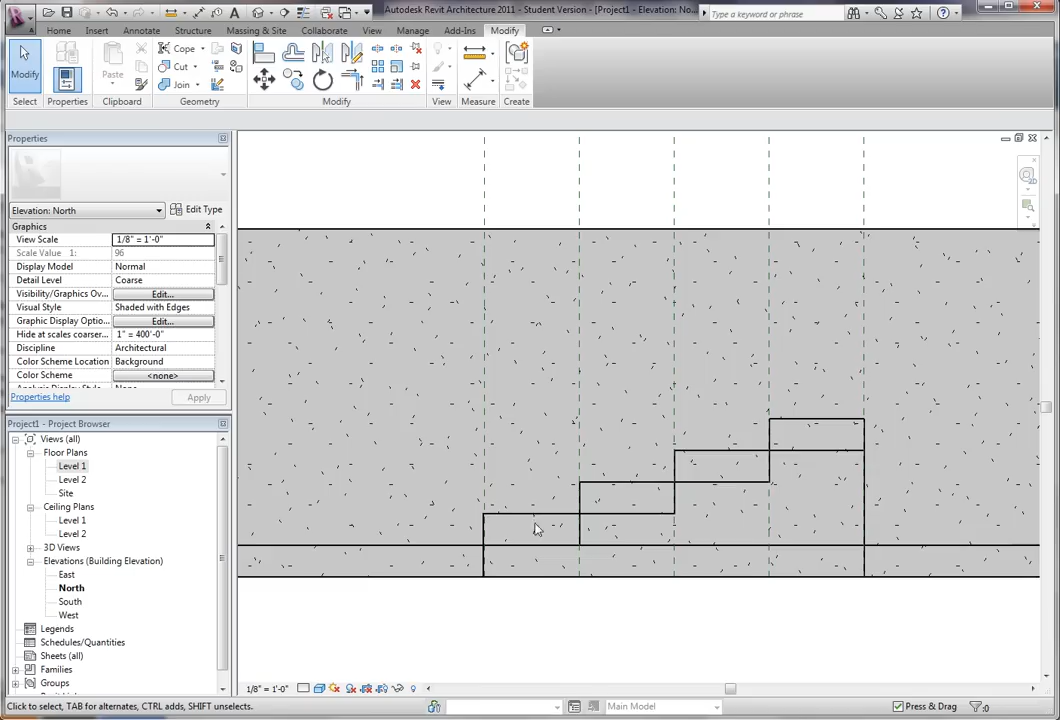 Autodesk Revit Architecture 2011 - Student Version - [Project1 - Elevation: No...
Type a keyword or phrase
Home Insert Annotate Structure Massing & Site Collaborate View Manage Add-Ins Modify
Modify
Paste
Cope
Cut
Join
Select Properties Clipboard Geometry Modify View Measure Create
Properties
Elevation: North Edit Type
Graphics
View Scale 1/8" = 1'-0"
Scale Value 1: 96
Display Model Normal
Detail Level Coarse
Visibility/Graphics Ov... Edit...
Visual Style Shaded with Edges
Graphic Display Optio... Edit...
Hide at scales coarser... 1" = 400'-0"
Discipline Architectural
Color Scheme Location Background
Color Scheme <none>
Properties help Apply
Project1 - Project Browser
Views (all)
Floor Plans
Level 1
Level 2
Site
Ceiling Plans
Level 1
Level 2
3D Views
Elevations (Building Elevation)
East
North
South
West
Legends
Schedules/Quantities
Sheets (all)
Families
Groups
2D
1/8" = 1'-0"
Click to select, TAB for alternates, CTRL adds, SHIFT unselects.
Main Model
Press & Drag
:0